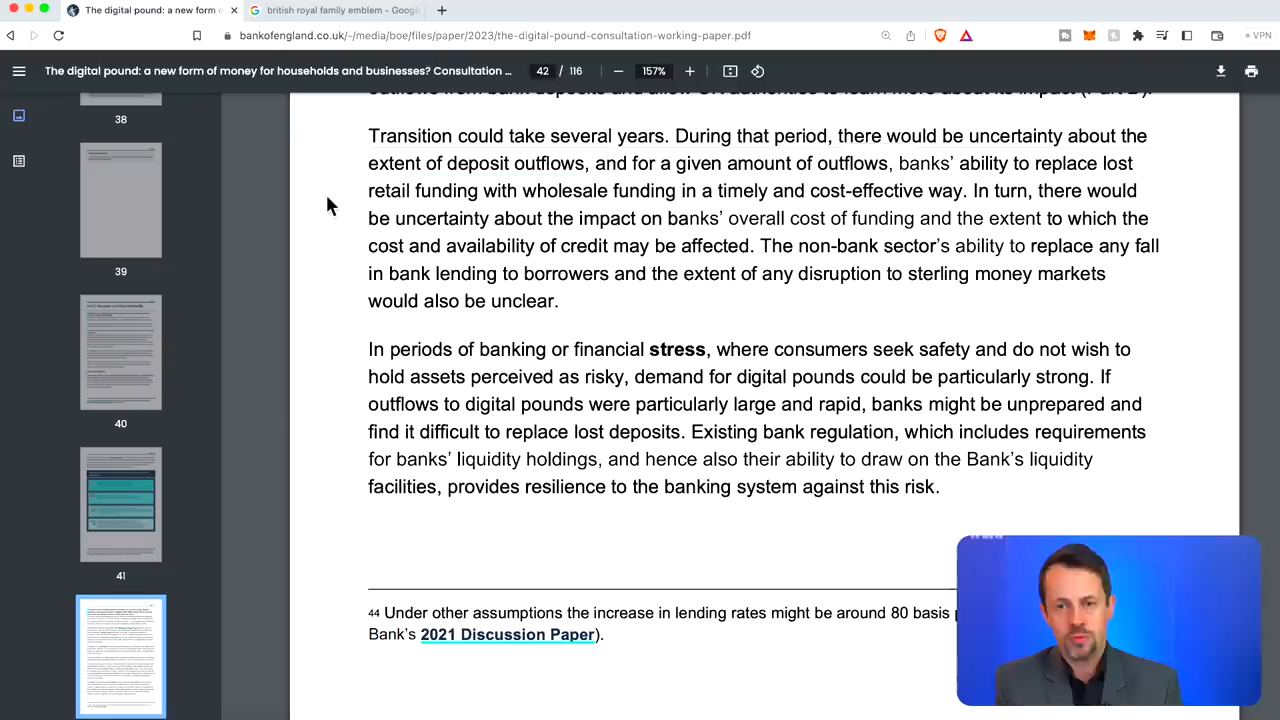 The digital pound: a new form o
british royal family emblem - Google
bankofengland.co.uk/-/media/boe/files/paper/2023/the-digital-pound-consultation-working-paper.pdf
VPN
The digital pound: a new form of money for households and businesses? Consultation ...
42 / 116
157%
38
39
40
41
Transition could take several years. During that period, there would be uncertainty about the
extent of deposit outflows, and for a given amount of outflows, banks’ ability to replace lost
retail funding with wholesale funding in a timely and cost-effective way. In turn, there would
be uncertainty about the impact on banks’ overall cost of funding and the extent to which the
cost and availability of credit may be affected. The non-bank sector’s ability to replace any fall
in bank lending to borrowers and the extent of any disruption to sterling money markets
would also be unclear.
In periods of banking or financial stress, where consumers seek safety and do not wish to
hold assets perceived as risky, demand for digital pounds could be particularly strong. If
outflows to digital pounds were particularly large and rapid, banks might be unprepared and
find it difficult to replace lost deposits. Existing bank regulation, which includes requirements
for banks’ liquidity holdings, and hence also their ability to draw on the Bank’s liquidity
facilities, provides resilience to the banking system against this risk.
44 Under other assumptions the increase in lending rates might be around 80 basis
Bank’s 2021 Discussion Paper).